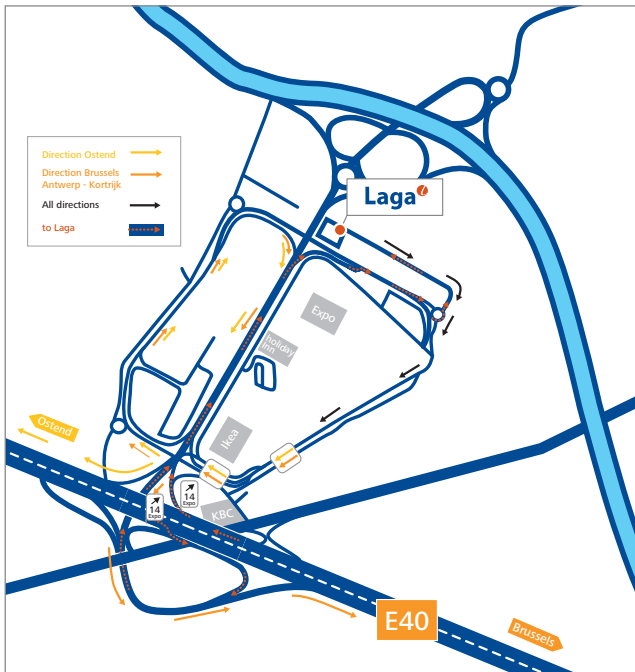 Direction Ostend
Direction Brussels
Antwerp - Kortrijk
All directions
to Laga
Laga
Expo
holiday
Inn
Ikea
Ostend
14
Expo
14
Expo
KBC
E40
Brussels